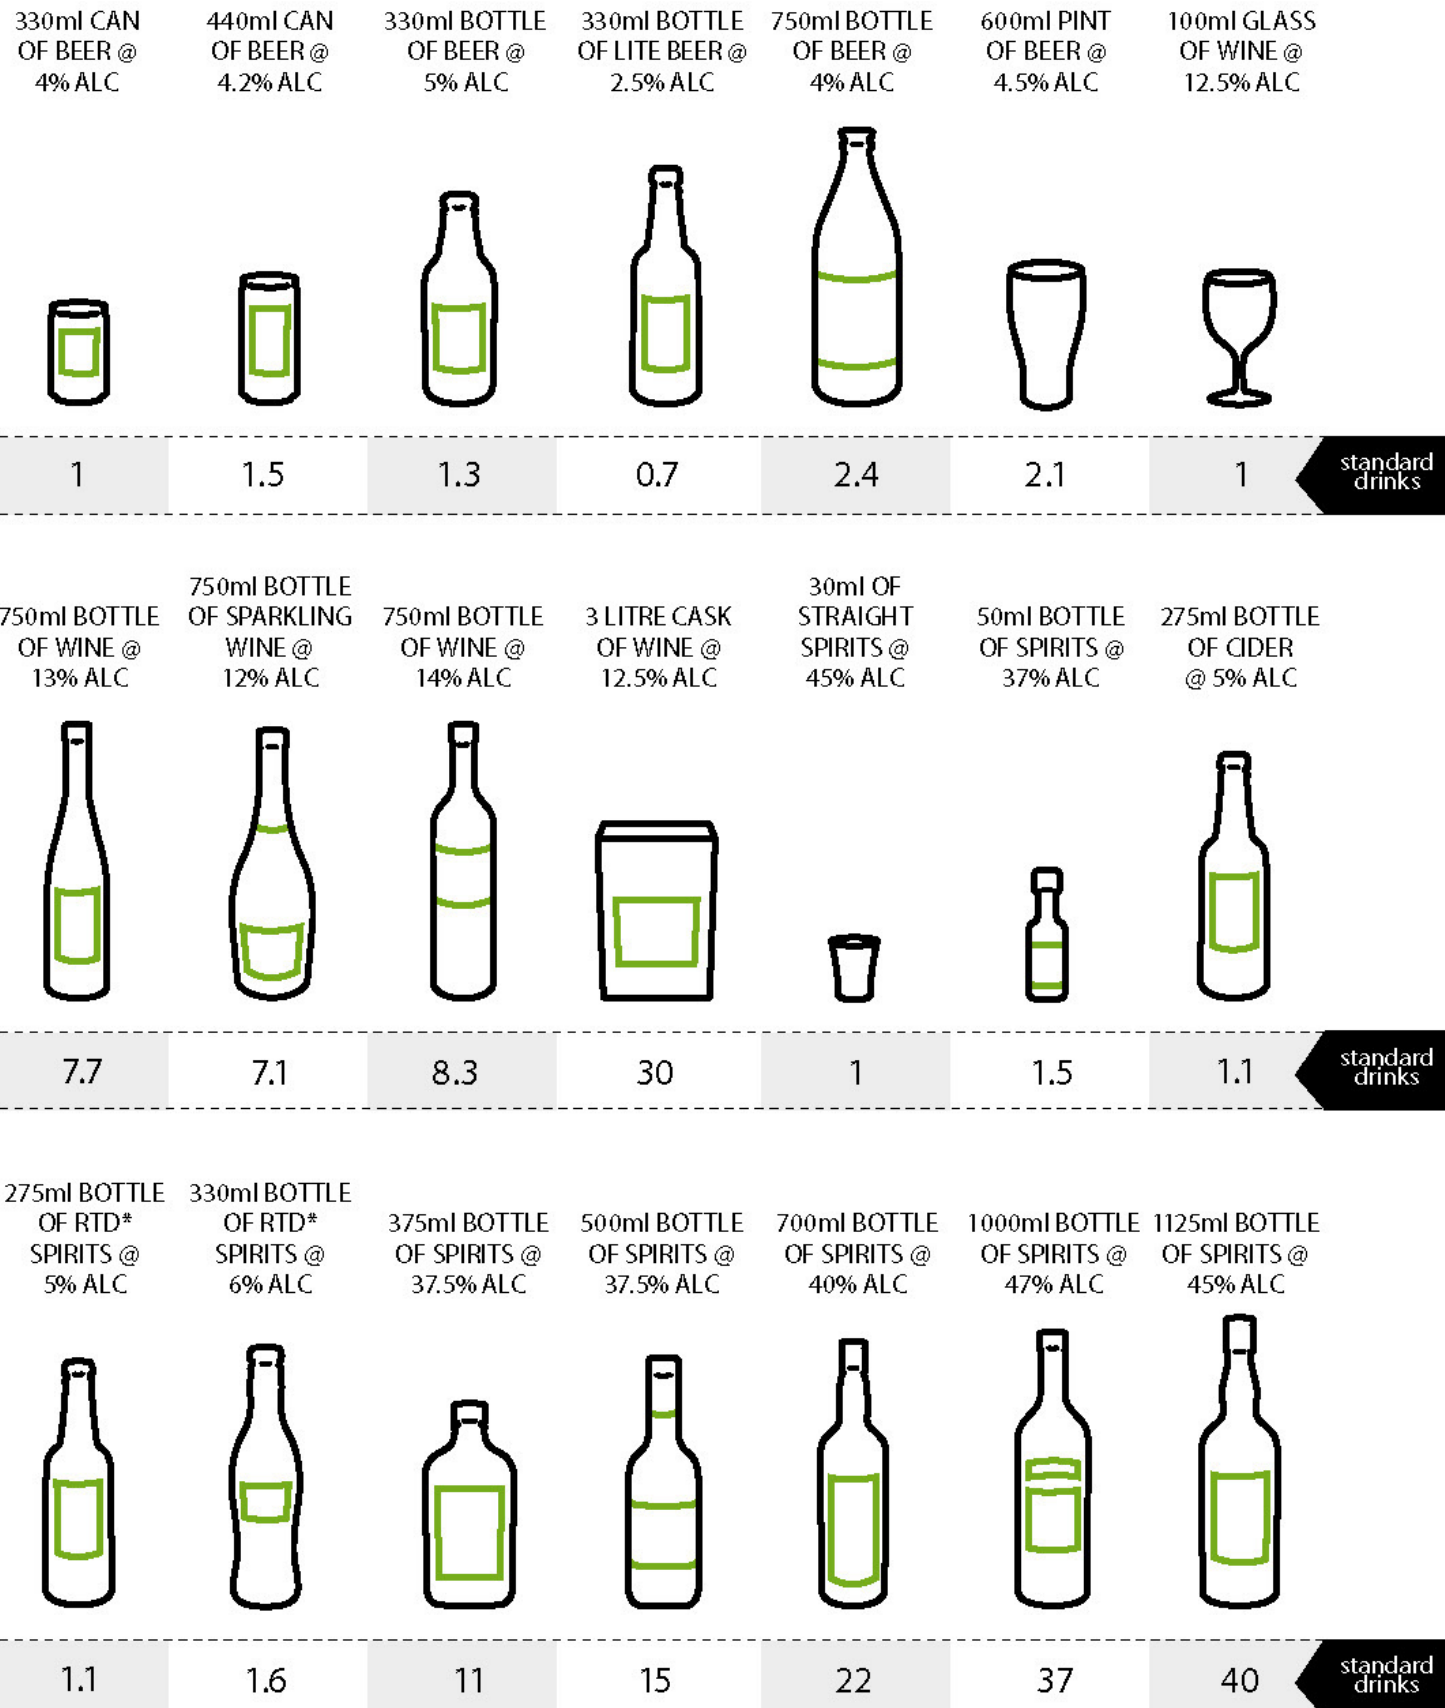 330ml CAN
OF BEER @
4% ALC
440ml CAN
OF BEER @
4.2% ALC
330ml BOTTLE
OF BEER @
5% ALC
330ml BOTTLE
OF LITE BEER @
2.5% ALC
750ml BOTTLE
OF BEER @
4% ALC
600ml PINT
OF BEER @
4.5% ALC
100ml GLASS
OF WINE @
12.5% ALC
1
1.5
1.3
0.7
2.4
2.1
1
standard
drinks
750ml BOTTLE
OF WINE @
13% ALC
750ml BOTTLE
OF SPARKLING
WINE @
12% ALC
750ml BOTTLE
OF WINE @
14% ALC
3 LITRE CASK
OF WINE @
12.5% ALC
30ml OF
STRAIGHT
SPIRITS @
45% ALC
50ml BOTTLE
OF SPIRITS @
37% ALC
275ml BOTTLE
OF CIDER
@ 5% ALC
7.7
7.1
8.3
30
1
1.5
1.1
standard
drinks
275ml BOTTLE
OF RTD*
SPIRITS @
5% ALC
330ml BOTTLE
OF RTD*
SPIRITS @
6% ALC
375ml BOTTLE
OF SPIRITS @
37.5% ALC
500ml BOTTLE
OF SPIRITS @
37.5% ALC
700ml BOTTLE
OF SPIRITS @
40% ALC
1000ml BOTTLE
OF SPIRITS @
47% ALC
1125ml BOTTLE
OF SPIRITS @
45% ALC
1.1
1.6
11
15
22
37
40
standard
drinks